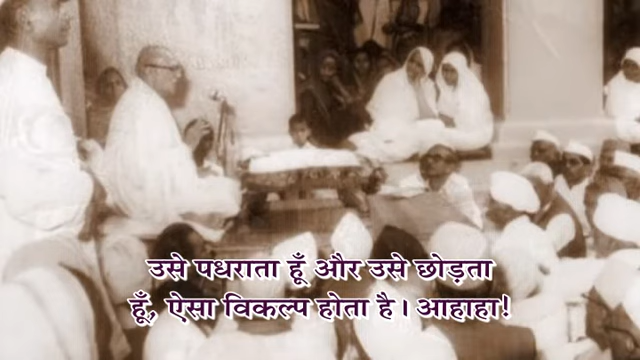 उसे पधराता हूँ और उसे छोड़ता
हूँ, ऐसा विकल्प होता है। आहाहा!